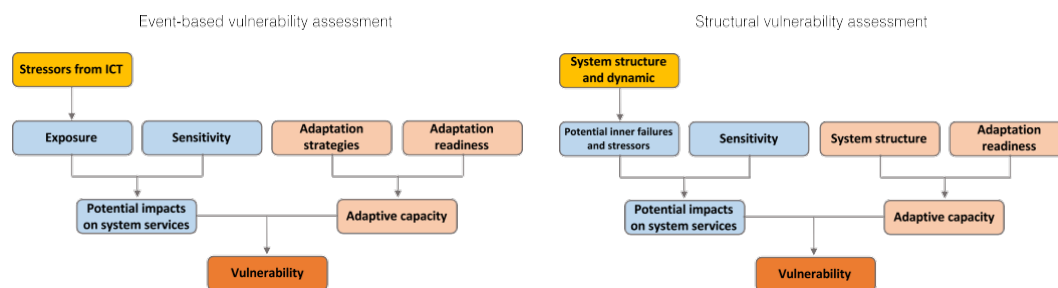 Event-based vulnerability assessment
Stressors from ICT
Exposure
Sensitivity
Adaptation
strategies
Adaptation
readiness
Potential impacts
on system services
Adaptive capacity
Vulnerability
Structural vulnerability assessment
System structure
and dynamic
Potential inner failures
and stressors
Sensitivity
System structure
Adaptation
readiness
Potential impacts
on system services
Adaptive capacity
Vulnerability